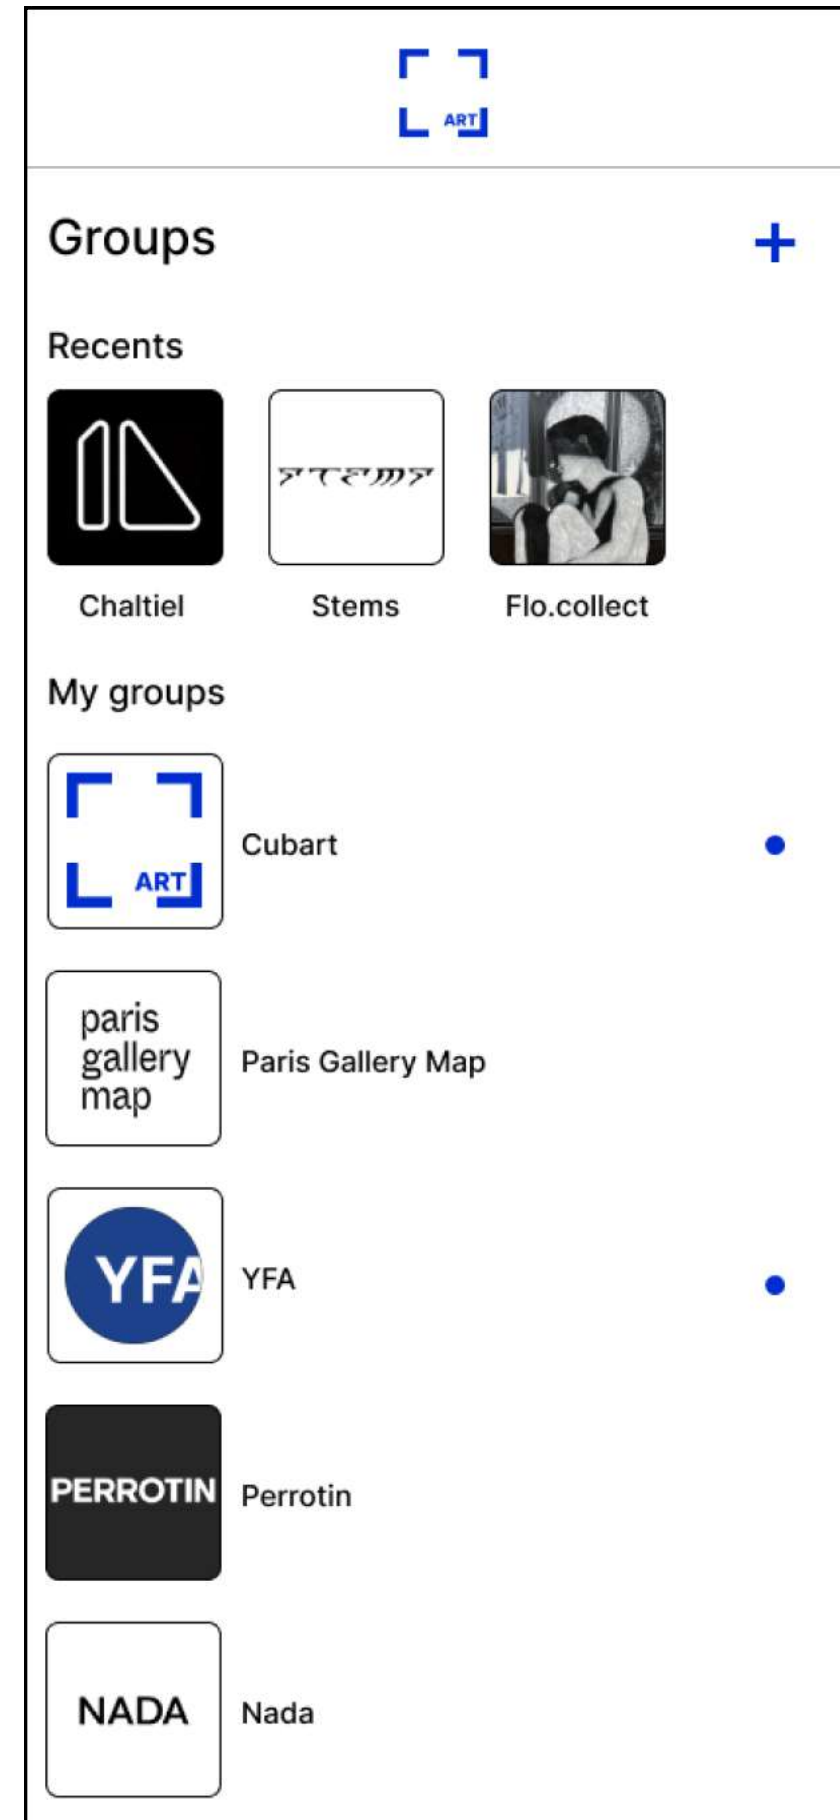 ART
Groups
+
Recents
STEMS
Chaltiel
Stems
Flo.collect
My groups
ART
Cubart
paris
gallery
map
Paris Gallery Map
YFA
YFA
PERROTIN
Perrotin
NADA
Nada